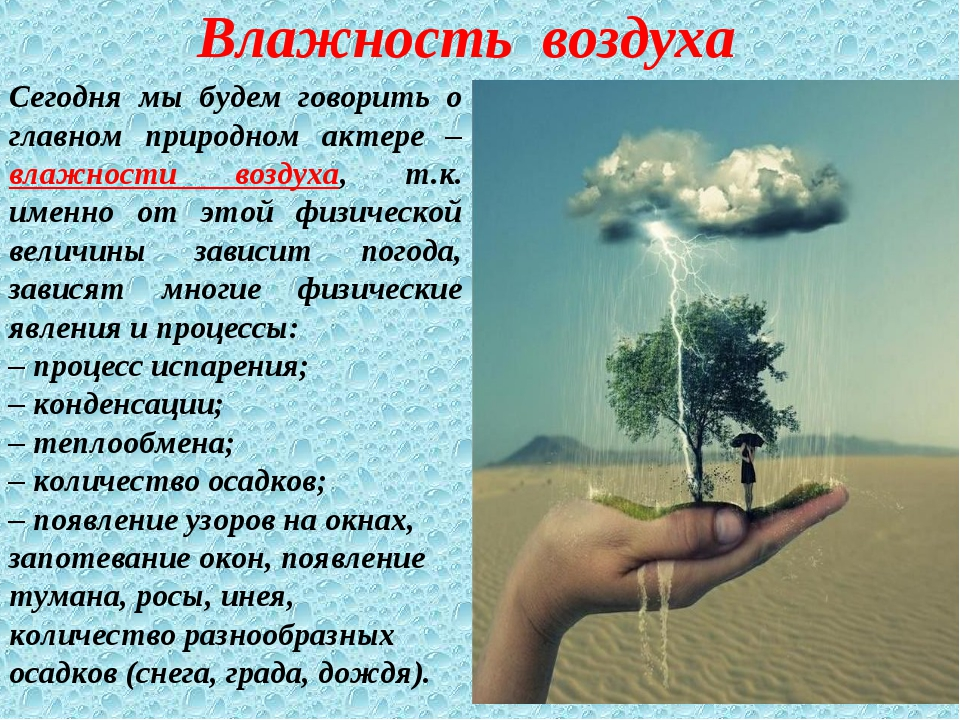 Влажность воздуха
Сегодня мы будем говорить о
главном природном актере –
влажности воздуха, т.к.
именно от этой физической
величины зависит погода,
зависят многие физические
явления и процессы:
– процесс испарения;
– конденсации;
– теплообмена;
– количество осадков;
– появление узоров на окнах,
запотевание окон, появление
тумана, росы, инея,
количество разнообразных
осадков (снега, града, дождя).